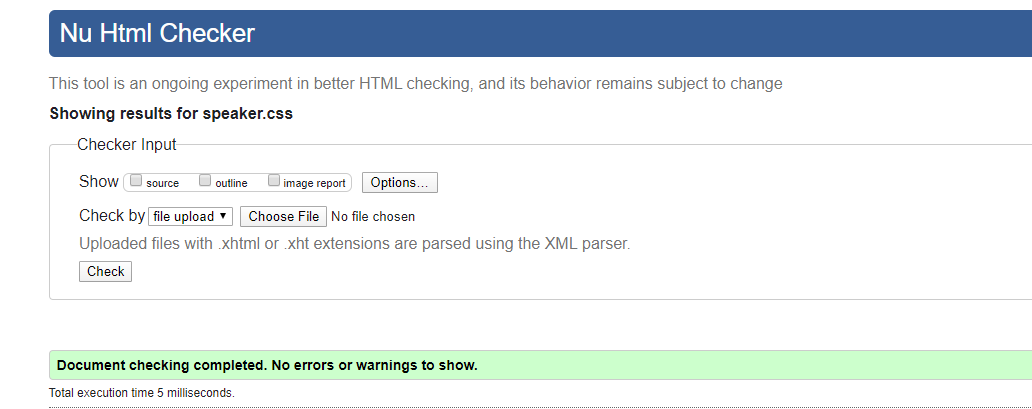 Nu Html Checker
This tool is an ongoing experiment in better HTML checking, and its behavior remains subject to change
Showing results for speaker.css
Checker Input
Show source outline image report Options...
Check by file upload Choose File No file chosen
Uploaded files with .xhtml or .xht extensions are parsed using the XML parser.
Check
Document checking completed. No errors or warnings to show.
Total execution time 5 milliseconds.